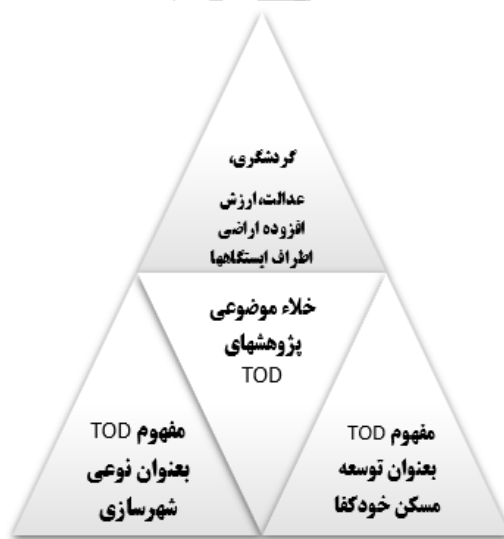 گردشگری،
عدالت،ارزش
افزوده اراضی
اطراف ایستگاهها
خلاء موضوعی
پژوهشهای
TOD
مفهوم TOD
بعنوان توسعه
مسکن خودکفا
مفهوم TOD
بعنوان نوعی
شهرسازی